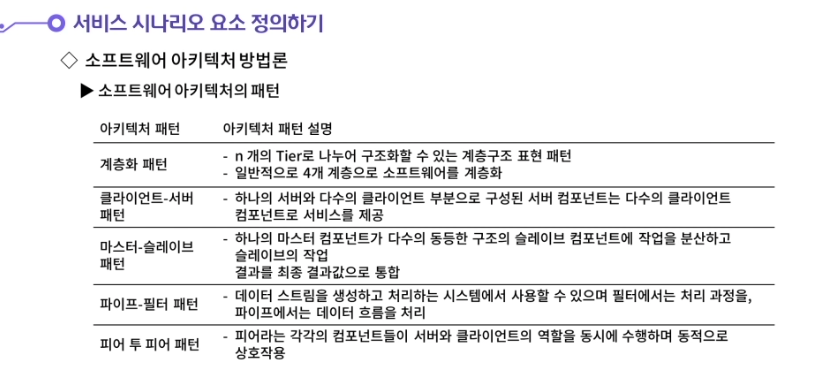 서비스 시나리오 요소 정의하기
◇ 소프트웨어 아키텍처 방법론
▶ 소프트웨어 아키텍처의 패턴
아키텍처 패턴 아키텍처 패턴 설명
계층화 패턴
- n 개의 Tier로 나누어 구조화할 수 있는 계층구조 표현 패턴
- 일반적으로 4개 계층으로 소프트웨어를 계층화
클라이언트-서버
패턴
- 하나의 서버와 다수의 클라이언트 부분으로 구성된 서버 컴포넌트는 다수의 클라이언트
컴포넌트로 서비스를 제공
마스터-슬레이브
패턴
- 하나의 마스터 컴포넌트가 다수의 동등한 구조의 슬레이브 컴포넌트에 작업을 분산하고
슬레이브의 작업
결과를 최종 결과값으로 통합
파이프-필터 패턴
- 데이터 스트림을 생성하고 처리하는 시스템에서 사용할 수 있으며 필터에서는 처리 과정을,
파이프에서는 데이터 흐름을 처리
피어 투 피어 패턴
- 피어라는 각각의 컴포넌트들이 서버와 클라이언트의 역할을 동시에 수행하며 동적으로
상호작용